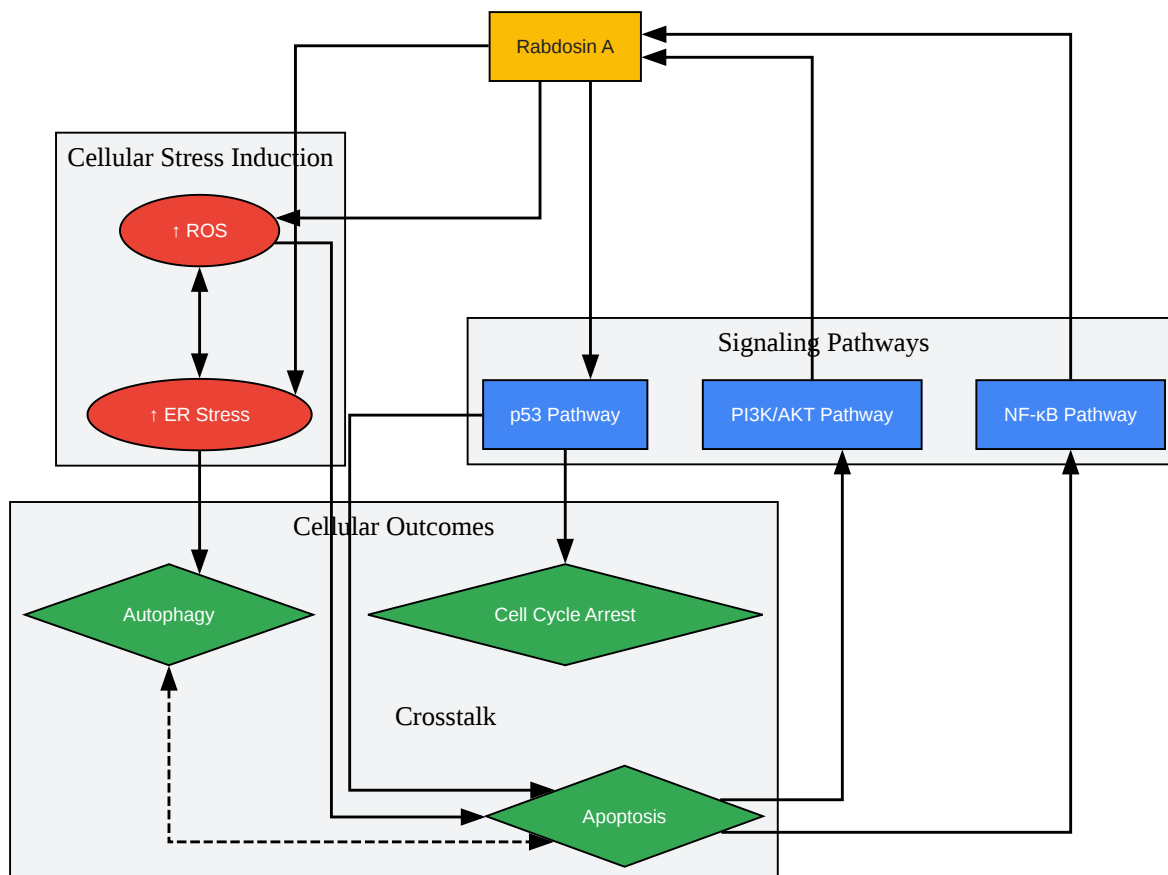 Rabdosin A
Cellular Stress Induction
↑ ROS
Signaling Pathways
↑ ER Stress
p53 Pathway
PI3K/AKT Pathway
NF-κB Pathway
Cellular Outcomes
Autophagy
Cell Cycle Arrest
Crosstalk
Apoptosis